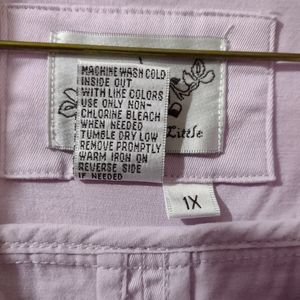 MACHINE WASH COLD
INSIDE OUT
WITH LIKE COLORS
USE ONLY NON-
CHLORINE BLEACH
WHEN NEEDED
TUMBLE DRY LOW
REMOVE PROMPTLY
WARM IRON ON
REVERSE SIDE
IF NEEDED
Little
1X